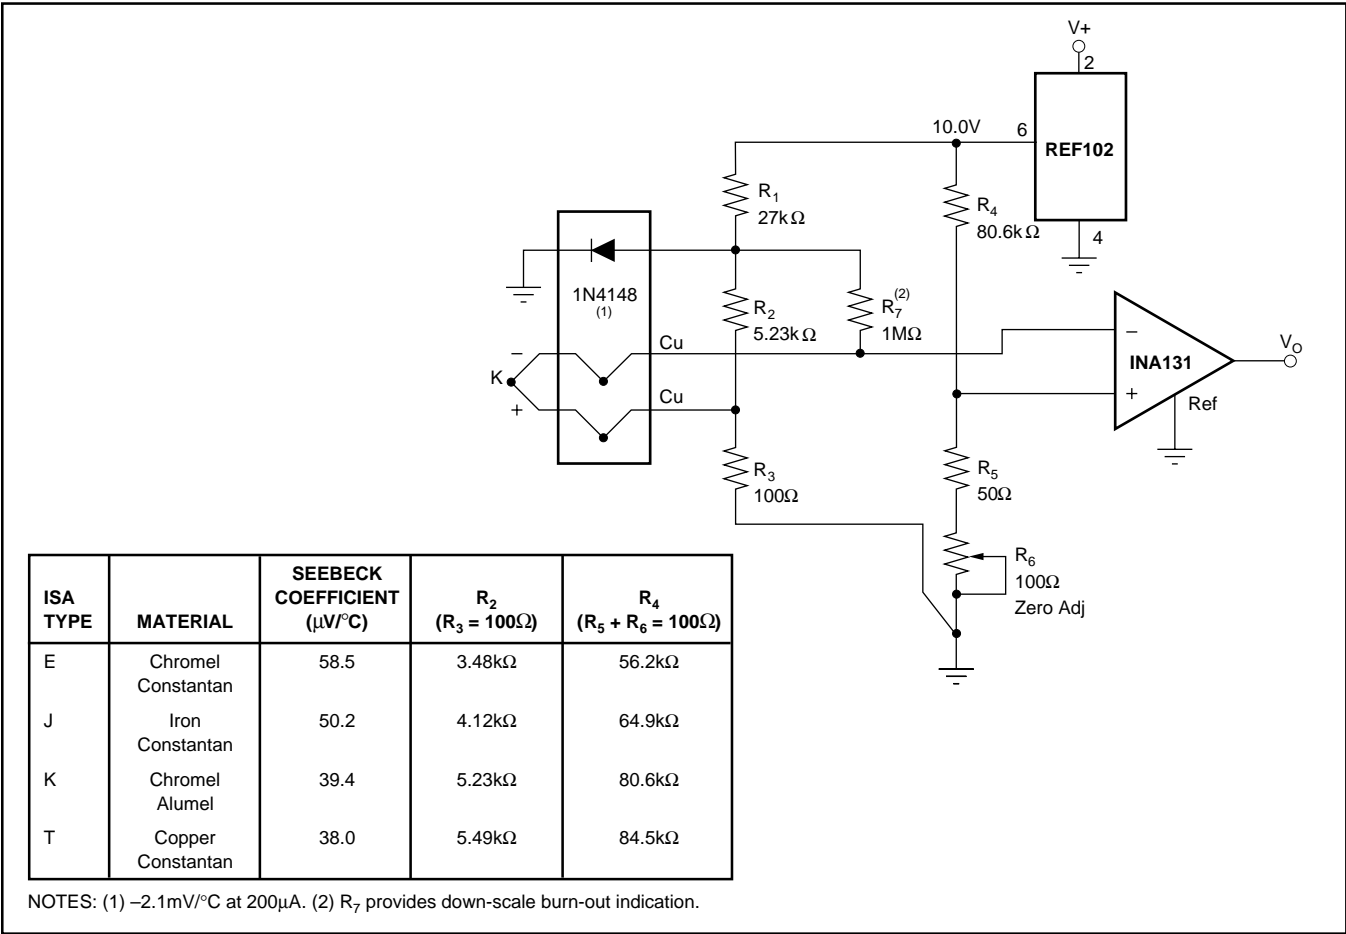 V+
2
10.0V
6
REF102
R1
27kΩ
R4
80.6kΩ
4
1N4148
(1)
R2
5.23kΩ
R7(2)
1MΩ
Cu
–
K
+
Cu
–
INA131
+
VO
Ref
R3
100Ω
R5
50Ω
R6
100Ω
Zero Adj
ISA TYPE MATERIAL SEEBECK COEFFICIENT (µV/°C) R2 (R3 = 100Ω) R4 (R5 + R6 = 100Ω)
E Chromel Constantan 58.5 3.48kΩ 56.2kΩ
J Iron Constantan 50.2 4.12kΩ 64.9kΩ
K Chromel Alumel 39.4 5.23kΩ 80.6kΩ
T Copper Constantan 38.0 5.49kΩ 84.5kΩ
NOTES: (1) –2.1mV/°C at 200µA. (2) R7 provides down-scale burn-out indication.